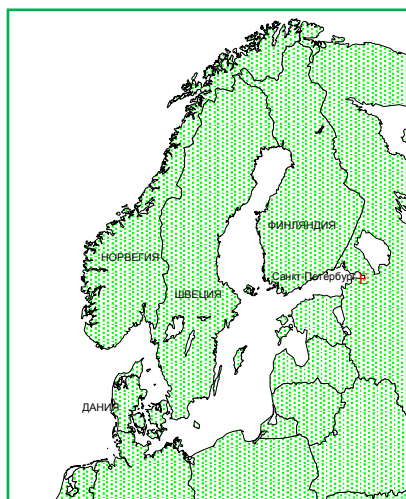 ФИНЛЯНДИЯ
НОРВЕГИЯ
Санкт-Петербург
ШВЕЦИЯ
ДАНИЯ